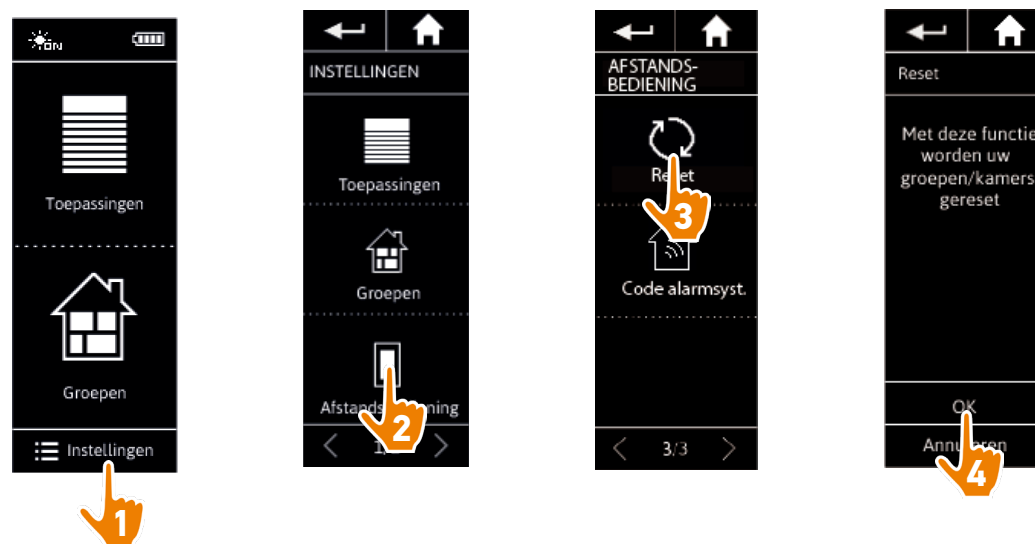 ON
Toepassingen
Groepen
Instellingen
1
INSTELLINGEN
Toepassingen
Groepen
2
AFSTANDS-
BEDIENING
Reset
3
Code alarmsyst.
3/3
Reset
Met deze functie
worden uw
groepen/kamers
gereset
OK
4